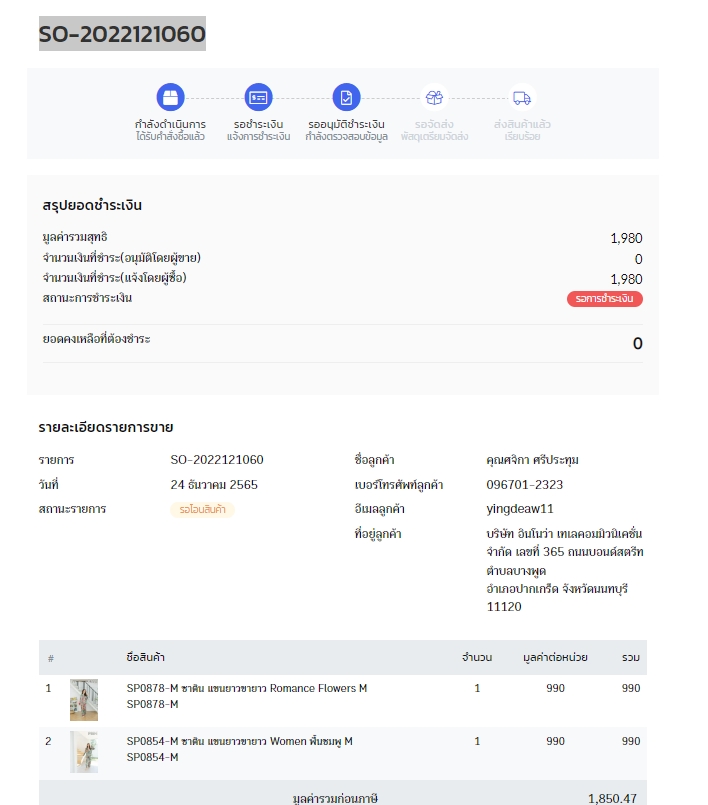 SO-2022121060
กำลังดำเนินการ
ได้รับคำสั่งซื้อแล้ว
รอชำระเงิน
แจ้งการชำระเงิน
รออนุมัติชำระเงิน
กำลังตรวจสอบข้อมูล
รอจัดส่ง
พัสดุเตรียมจัดส่ง
ส่งสินค้าแล้ว
เรียบร้อย
สรุปยอดชำระเงิน
มูลค่ารวมสุทธิ 1,980
จำนวนเงินที่ชำระ(อนุมัติโดยผู้ขาย) 0
จำนวนเงินที่ชำระ(แจ้งโดยผู้ซื้อ) 1,980
สถานะการชำระเงิน รอการชำระเงิน
ยอดคงเหลือที่ต้องชำระ 0
รายละเอียดรายการขาย
รายการ SO-2022121060
วันที่ 24 ธันวาคม 2565
สถานะรายการ รอโอนสินค้า
ชื่อลูกค้า คุณศจิกา ศรีประทุม
เบอร์โทรศัพท์ลูกค้า 096701-2323
อีเมลลูกค้า yingdeaw11
ที่อยู่ลูกค้า บริษัท อินโนว่า เทเลคอมมิวนิเคชั่น
จำกัด เลขที่ 365 ถนนบอนด์สตรีท
ตำบลบางพูด
อำเภอปากเกร็ด จังหวัดนนทบุรี
11120
# ชื่อสินค้า จำนวน มูลค่าต่อหน่วย รวม
1 SP0878-M ซาติน แขนยาวขายาว Romance Flowers M 1 990 990
SP0878-M
2 SP0854-M ซาติน แขนยาวขายาว Women พื้นชมพู M 1 990 990
SP0854-M
มูลค่ารวมก่อนภาษี 1,850.47